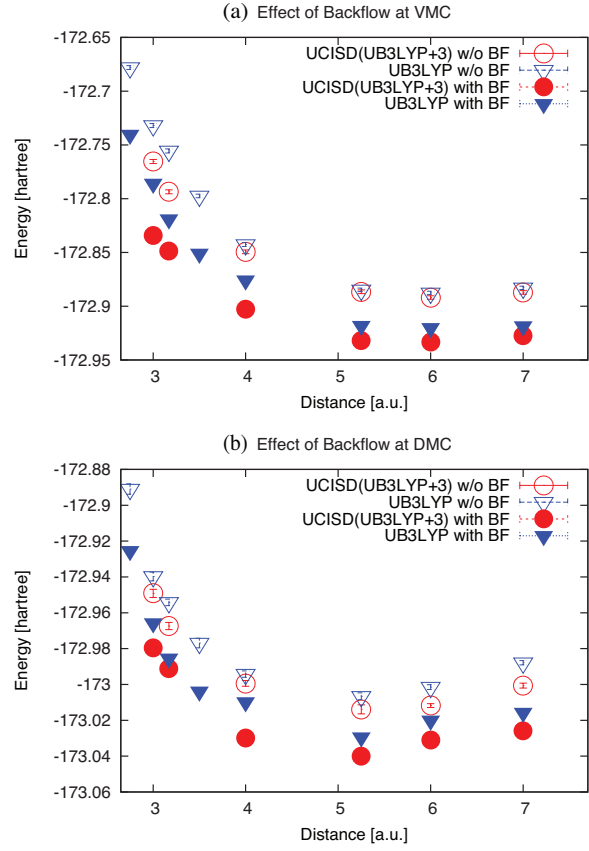 (a) Effect of Backflow at VMC
-172.65
-172.7
-172.75
-172.8
-172.85
-172.9
-172.95
Energy [hartree]
UCISD(UB3LYP+3) w/o BF
UB3LYP w/o BF
UCISD(UB3LYP+3) with BF
UB3LYP with BF
3 4 5 6 7
Distance [a.u.]
(b) Effect of Backflow at DMC
-172.88
-172.9
-172.92
-172.94
-172.96
-172.98
-173
-173.02
-173.04
-173.06
Energy [hartree]
UCISD(UB3LYP+3) w/o BF
UB3LYP w/o BF
UCISD(UB3LYP+3) with BF
UB3LYP with BF
3 4 5 6 7
Distance [a.u.]